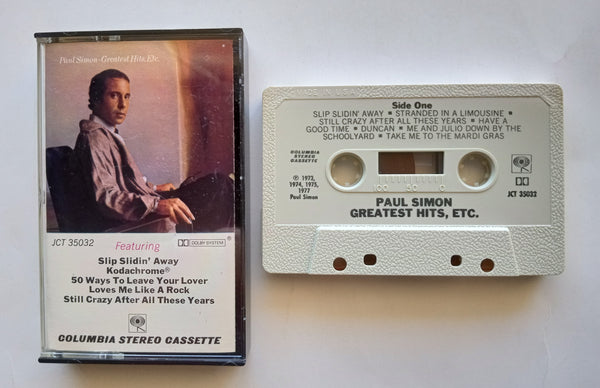 Paul Simon-Greatest Hits, Etc.
JCT 35032
Featuring
DOLBY SYSTEM ®
Slip Slidin' Away
Kodachrome®
50 Ways To Leave Your Lover
Loves Me Like A Rock
Still Crazy After All These Years
COLUMBIA STEREO CASSETTE
Side One
SLIP SLIDIN' AWAY ▪ STRANDED IN A LIMOUSINE ▪
STILL CRAZY AFTER ALL THESE YEARS ▪ HAVE A
GOOD TIME ▪ DUNCAN ▪ ME AND JULIO DOWN BY THE
SCHOOLYARD ▪ TAKE ME TO THE MARDI GRAS
COLUMBIA
STEREO
CASSETTE
℗ 1972,
1974, 1975,
1977
Paul Simon
100 50 0
JCT 35032
PAUL SIMON
GREATEST HITS, ETC.